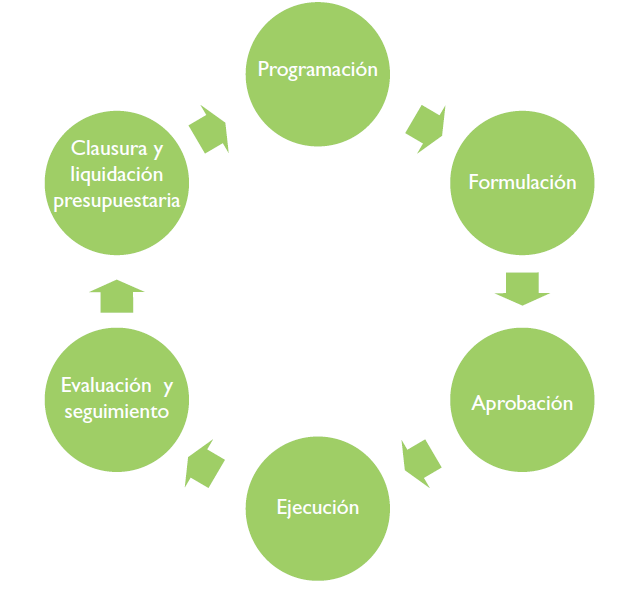 Programación
Formulación
Aprobación
Ejecución
Evaluación y
seguimiento
Clausura y
liquidación
presupuestaria